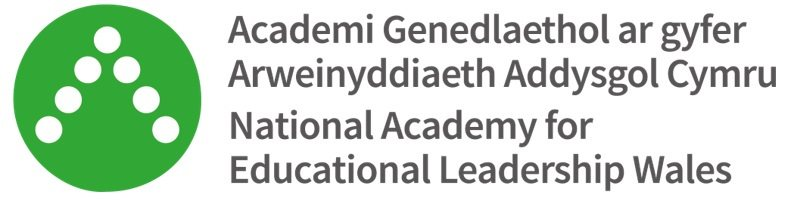 Academi Genedlaethol ar gyfer
Arweinyddiaeth Addysgol Cymru
National Academy for
Educational Leadership Wales